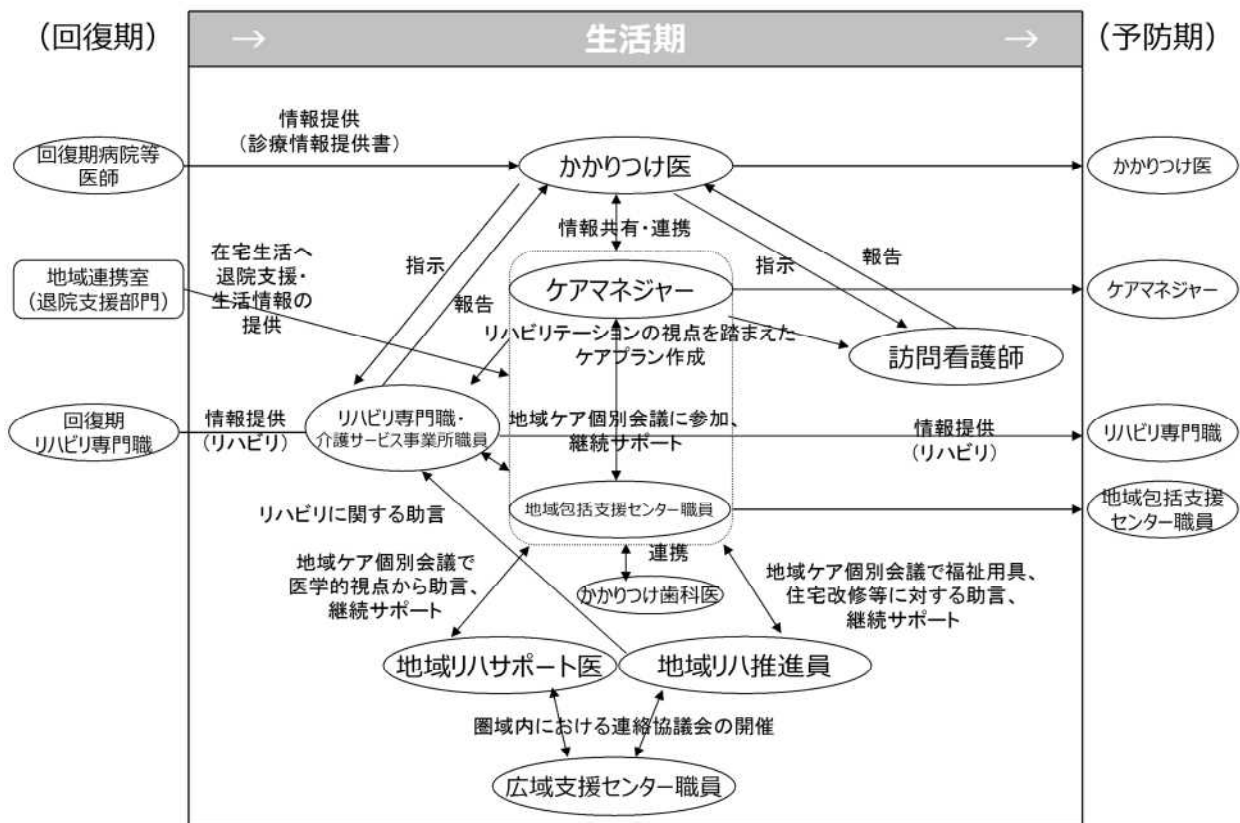 （回復期）
→ 生活期 →
（予防期）
情報提供
（診療情報提供書）
回復期病院等
医師
かかりつけ医
かかりつけ医
情報共有・連携
在宅生活へ
退院支援・
生活情報の
提供
地域連携室
（退院支援部門）
指示
報告
ケアマネジャー
指示
報告
ケアマネジャー
リハビリテーションの視点を踏まえた
ケアプラン作成
訪問看護師
回復期
リハビリ専門職
情報提供
（リハビリ）
リハビリ専門職・
介護サービス事業所職員
地域ケア個別会議に参加、
継続サポート
情報提供
（リハビリ）
リハビリ専門職
リハビリに関する助言
地域包括支援センター職員
地域包括支援
センター職員
連携
かかりつけ歯科医
地域ケア個別会議で
医学的視点から助言、
継続サポート
地域ケア個別会議で福祉用具、
住宅改修等に対する助言、
継続サポート
地域リハサポート医
地域リハ推進員
圏域内における連絡協議会の開催
広域支援センター職員